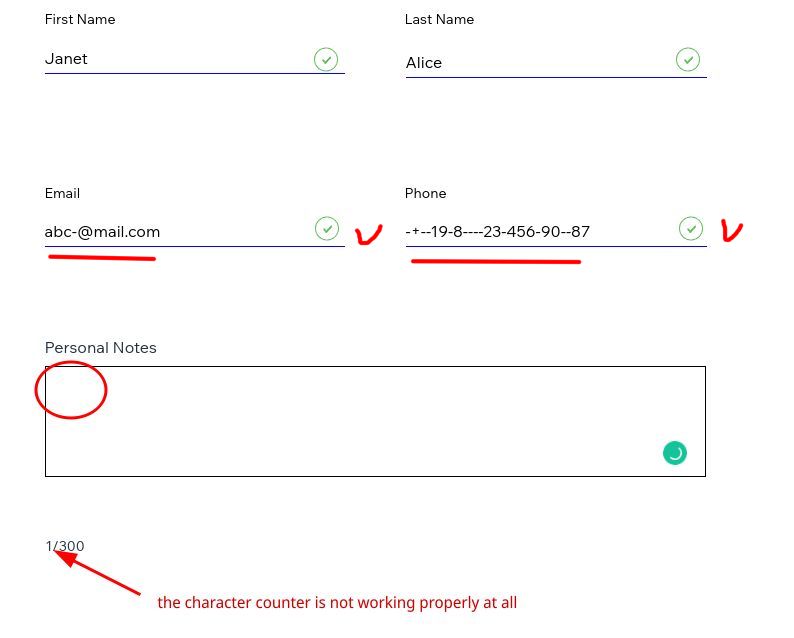 First Name
Last Name
Janet
Alice
Email
Phone
abc-@mail.com
-+--19-8----23-456-90--87
Personal Notes
1/300
the character counter is not working properly at all